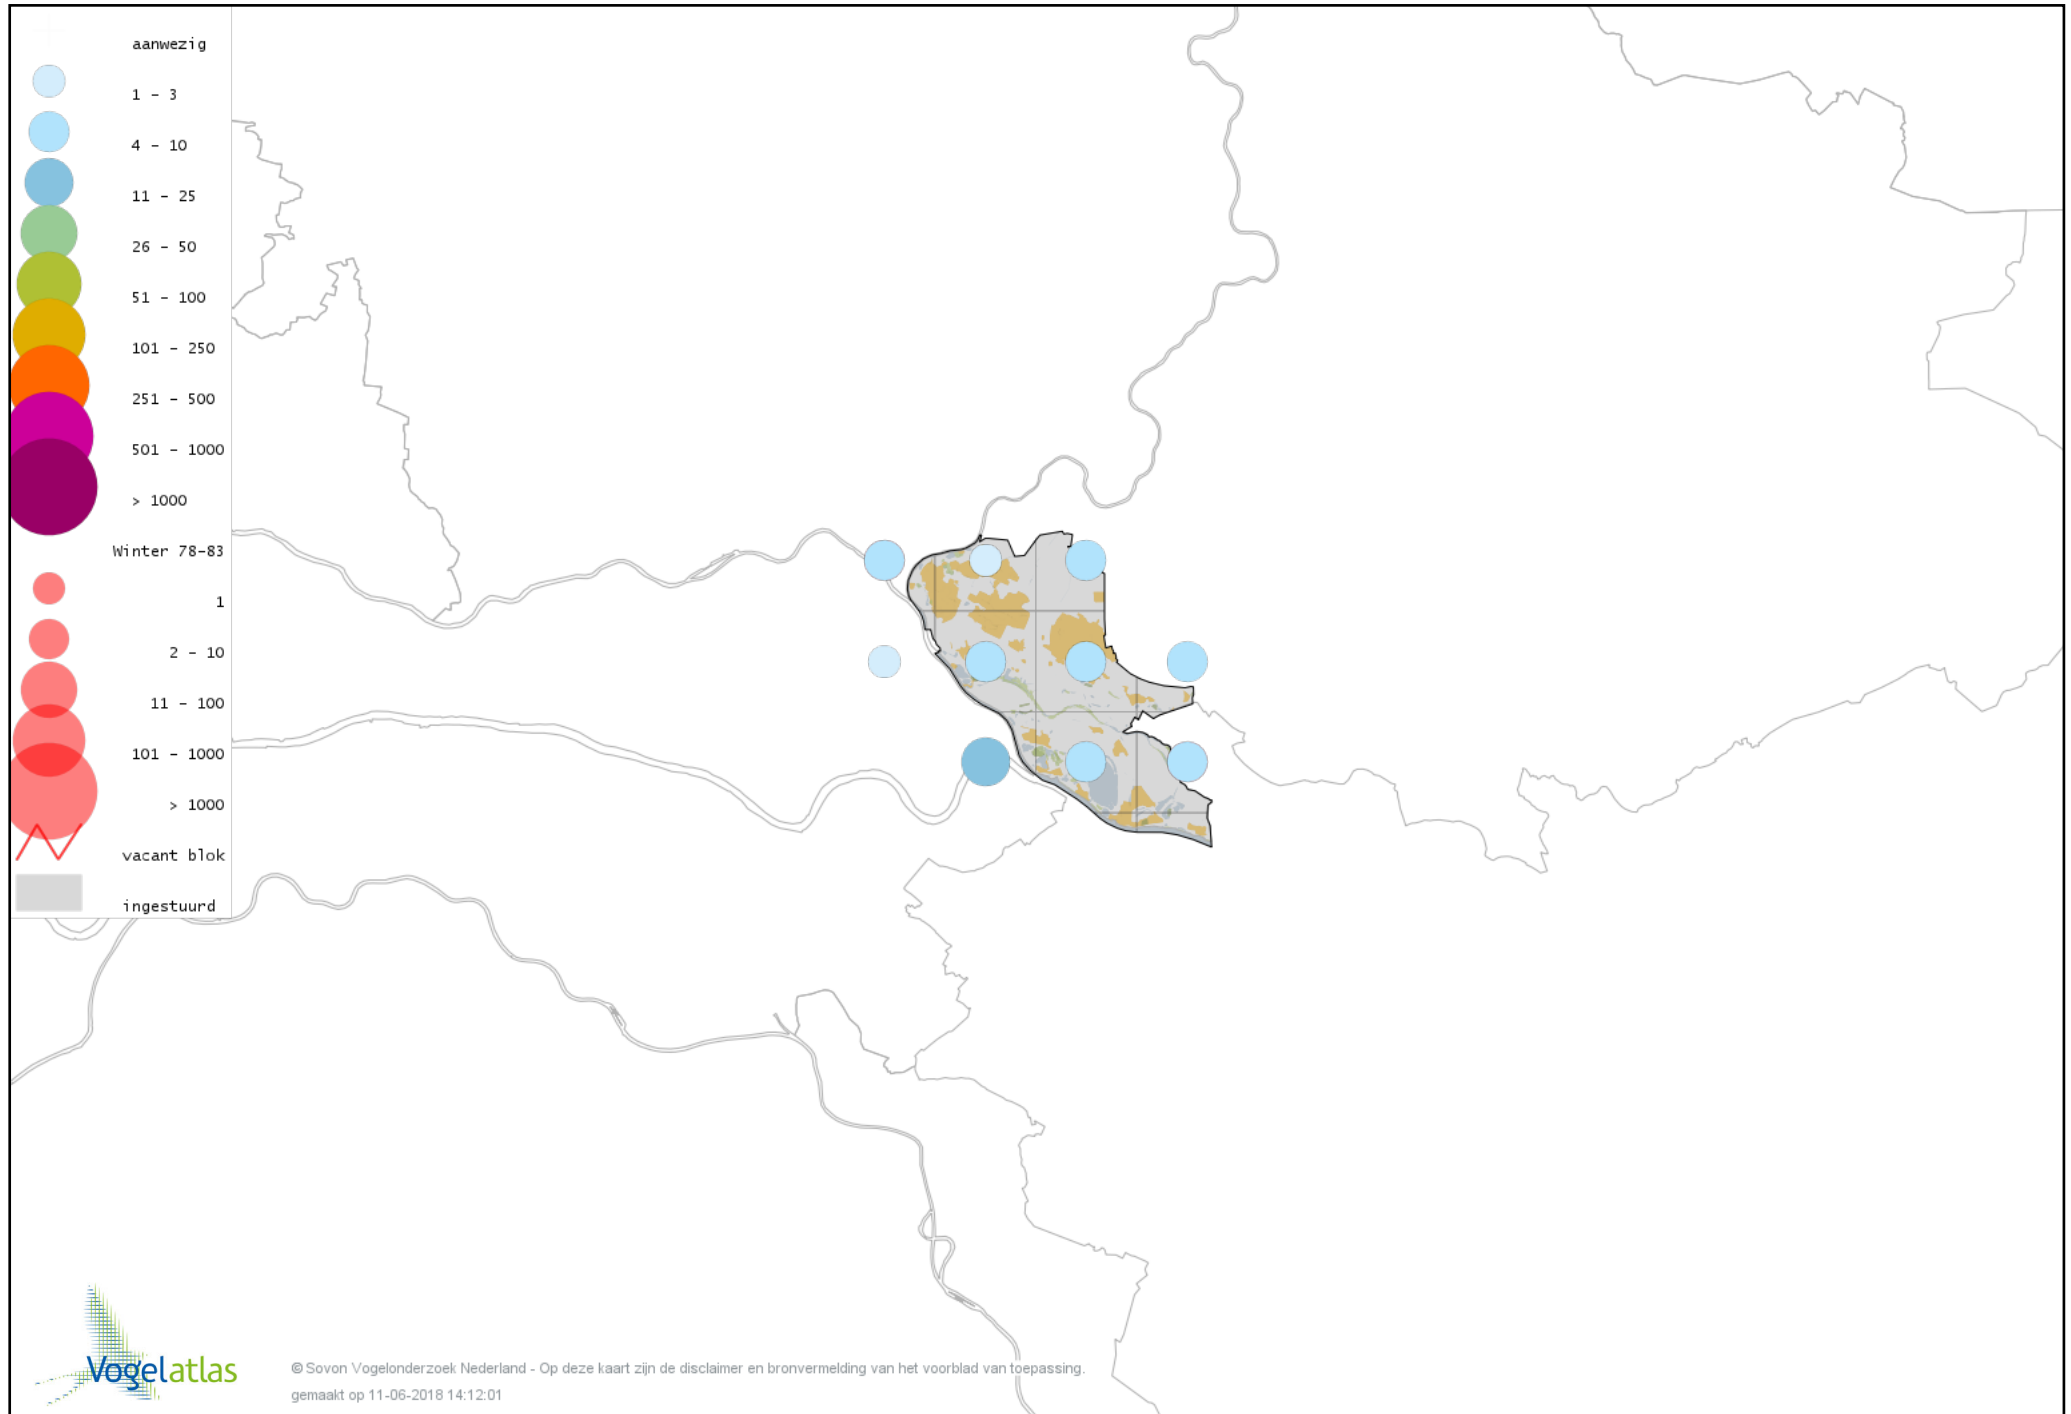 aanwezig
1 - 3
4 - 10
11 - 25
26 - 50
51 - 100
101 - 250
251 - 500
501 - 1000
> 1000
Winter 78-83
1
2 - 10
11 - 100
101 - 1000
> 1000
vacant blok
ingestuurd
Vogelatlas
© Sovon Vogelonderzoek Nederland - Op deze kaart zijn de disclaimer en bronvermelding van het voorblad van toepassing.
gemaakt op 11-06-2018 14:12:01